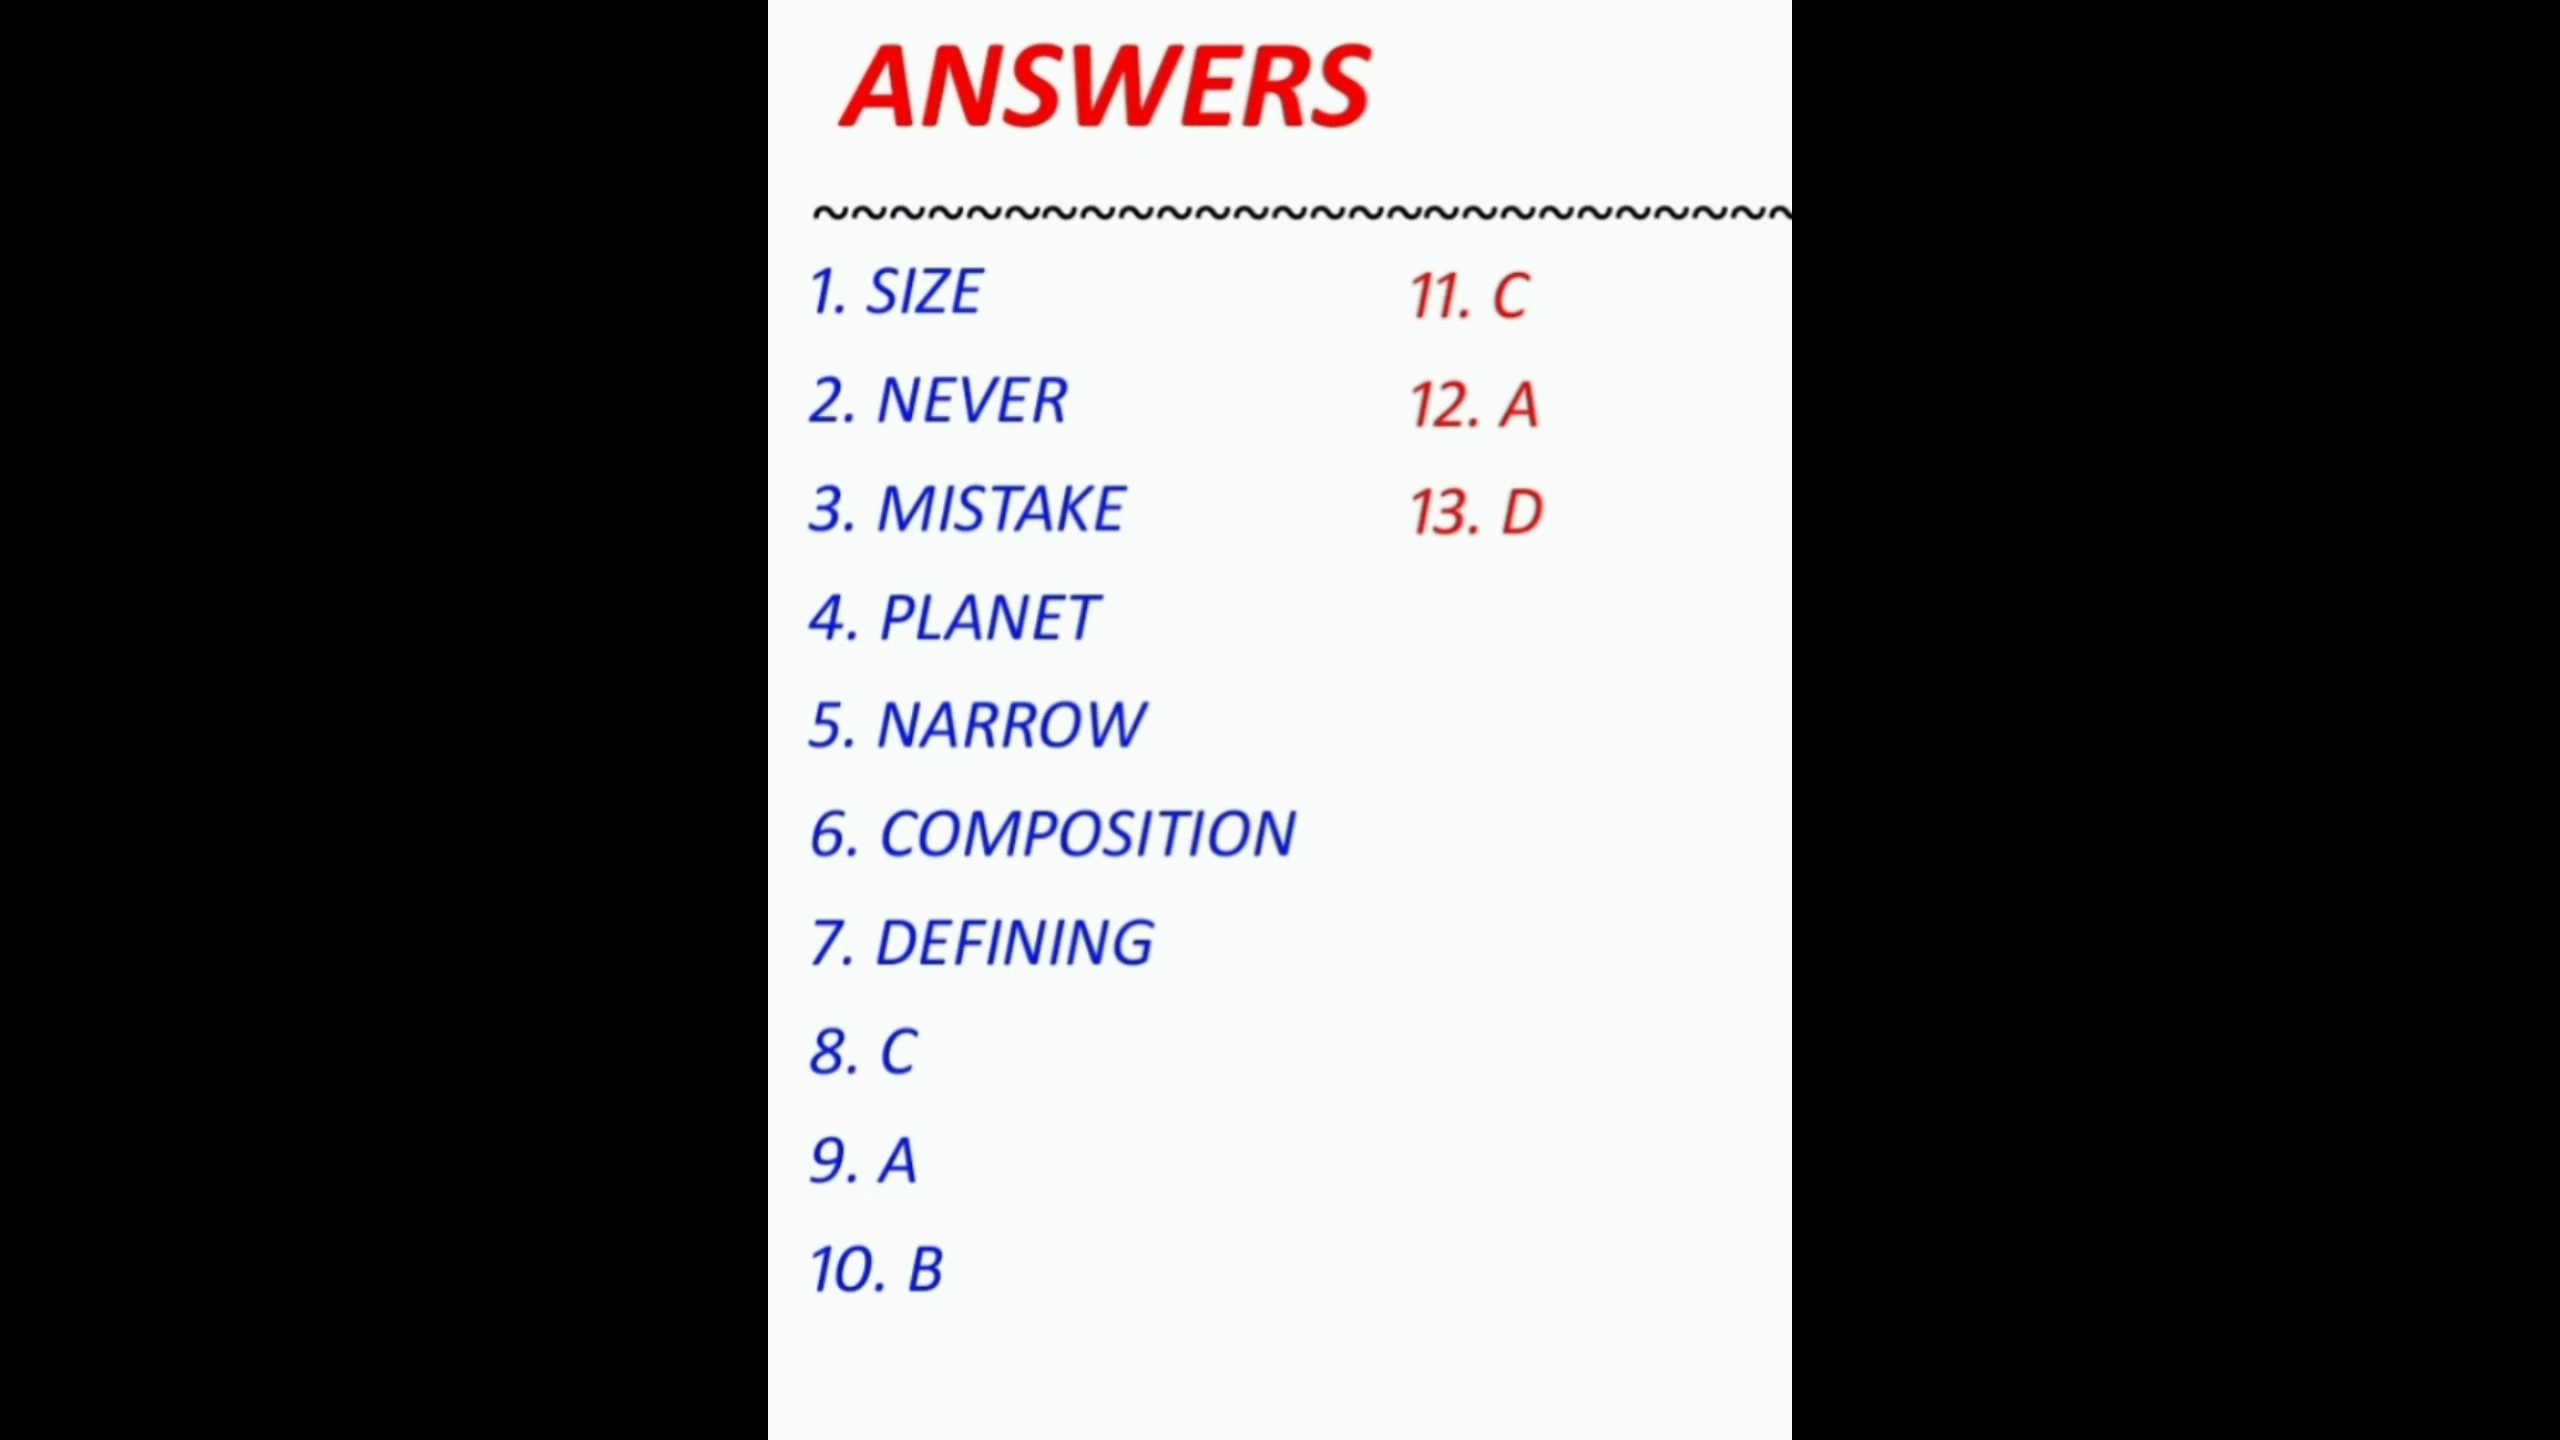 ANSWERS
~~~~~~~~~~~~~~~~~~~~~~~~~~
1. SIZE
2. NEVER
3. MISTAKE
4. PLANET
5. NARROW
6. COMPOSITION
7. DEFINING
8. C
9. A
10. B
11. C
12. A
13. D